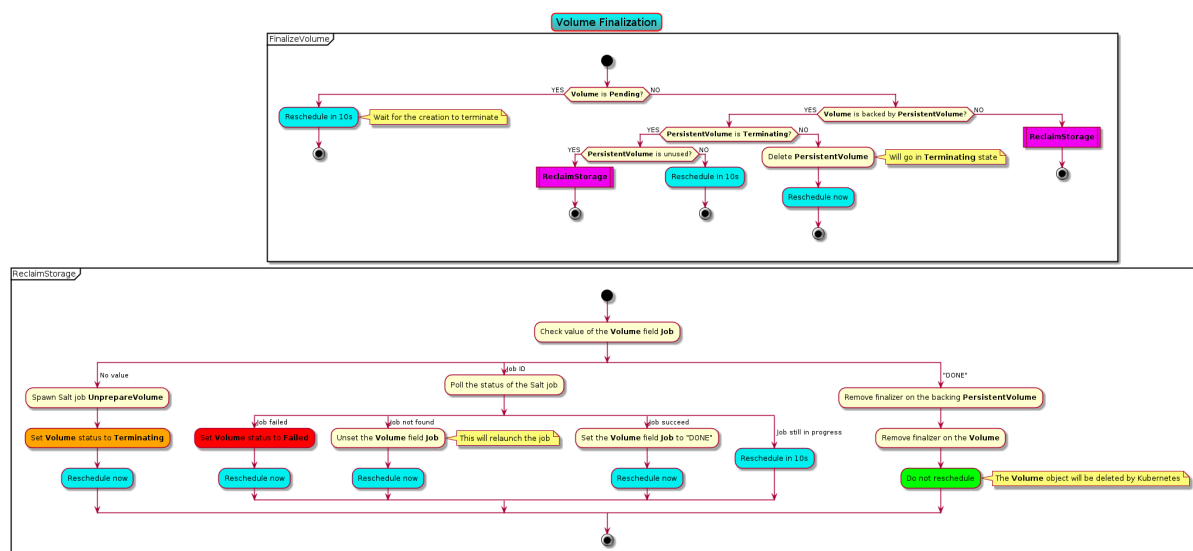 Volume Finalization
FinalizeVolume
YES
Volume is Pending?
NO
Reschedule in 10s
Wait for the creation to terminate
YES
Volume is backed by PersistentVolume?
NO
YES
PersistentVolume is Terminating?
NO
ReclaimStorage
YES
PersistentVolume is unused?
NO
Delete PersistentVolume
Will go in Terminating state
ReclaimStorage
Reschedule in 10s
Reschedule now
ReclaimStorage
Check value of the Volume field Job
No value
Job ID
"DONE"
Spawn Salt job UnprepareVolume
Poll the status of the Salt job
Remove finalizer on the backing PersistentVolume
Job failed
Job not found
Job succeed
Job still in progress
Set Volume status to Terminating
Set Volume status to Failed
Unset the Volume field Job
This will relaunch the job
Set the Volume field Job to "DONE"
Remove finalizer on the Volume
Reschedule in 10s
Reschedule now
Reschedule now
Reschedule now
Reschedule now
Do not reschedule
The Volume object will be deleted by Kubernetes